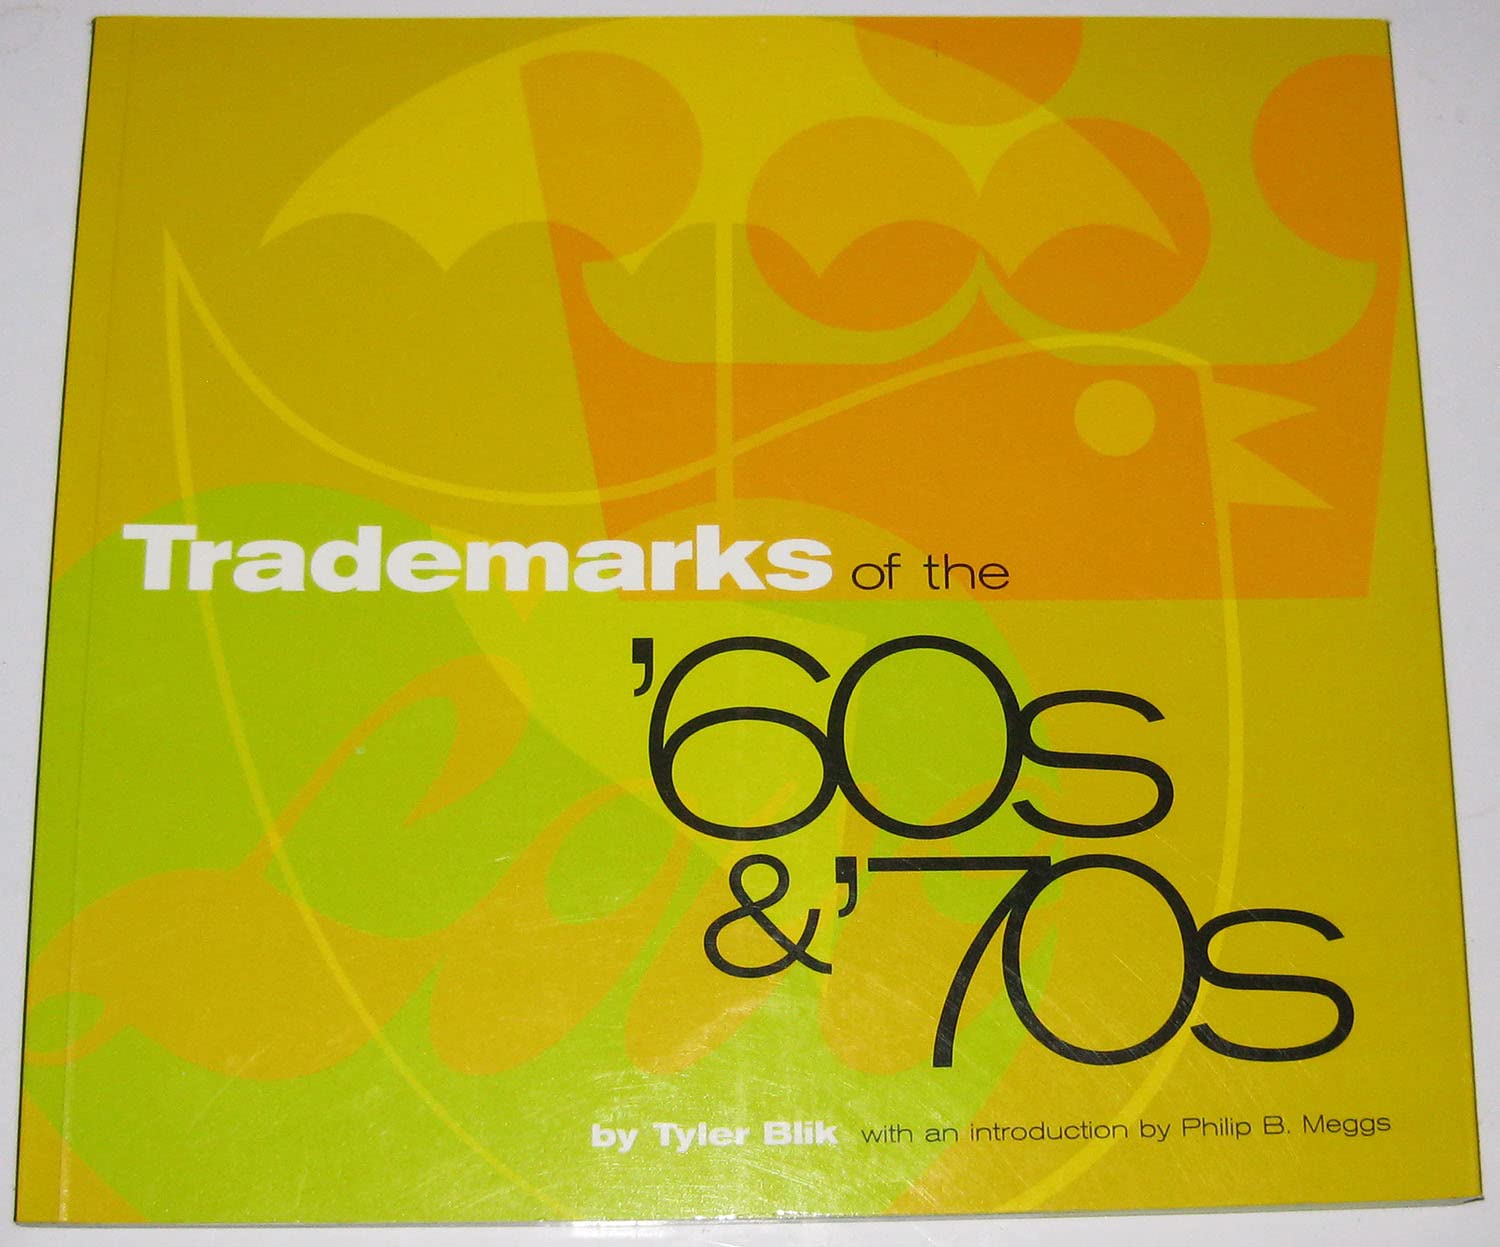 Trademarks of the
'60s
& '70s
by Tyler Blik with an introduction by Philip B. Meggs